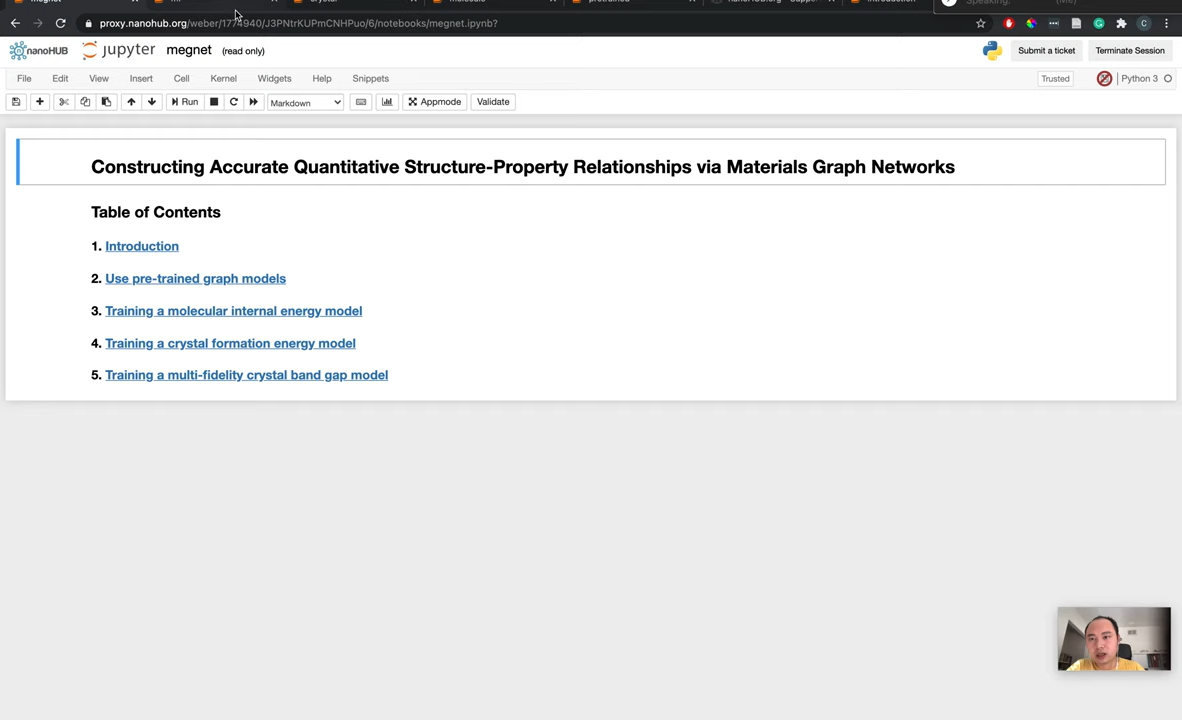 megnet
Speaking:
(Me)
proxy.nanohub.org/weber/1774940/J3PNtrKUPmCNHPuo/6/notebooks/megnet.ipynb?
nanoHUB jupyter megnet (read only) Submit a ticket Terminate Session
File Edit View Insert Cell Kernel Widgets Help Snippets Trusted Python 3
Run Markdown Appmode Validate
Constructing Accurate Quantitative Structure-Property Relationships via Materials Graph Networks
Table of Contents
1. Introduction
2. Use pre-trained graph models
3. Training a molecular internal energy model
4. Training a crystal formation energy model
5. Training a multi-fidelity crystal band gap model